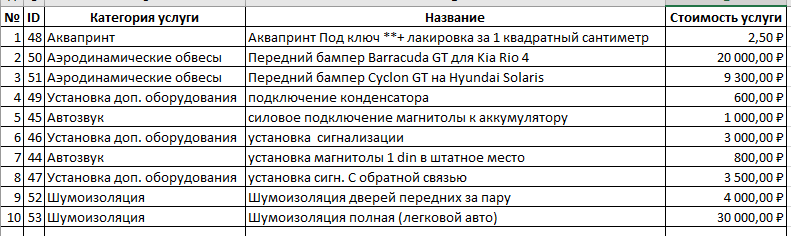 № ID Категория услуги Название Стоимость услуги
1 48 Аквапринт Аквапринт Под ключ **+ лакировка за 1 квадратный сантиметр 2,50 ₽
2 50 Аэродинамические обвесы Передний бампер Barracuda GT для Kia Rio 4 20 000,00 ₽
3 51 Аэродинамические обвесы Передний бампер Cyclon GT на Hyundai Solaris 9 300,00 ₽
4 49 Установка доп. оборудования подключение конденсатора 600,00 ₽
5 45 Автозвук силовое подключение магнитолы к аккумулятору 1 000,00 ₽
6 46 Установка доп. оборудования установка сигнализации 3 000,00 ₽
7 44 Автозвук установка магнитолы 1 din в штатное место 800,00 ₽
8 47 Установка доп. оборудования установка сигн. С обратной связью 3 500,00 ₽
9 52 Шумоизоляция Шумоизоляция дверей передних за пару 4 000,00 ₽
10 53 Шумоизоляция Шумоизоляция полная (легковой авто) 30 000,00 ₽